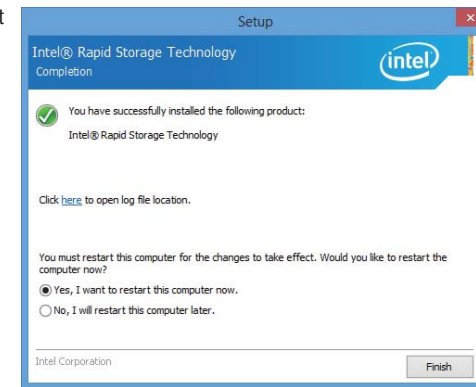 t
Setup
Intel® Rapid Storage Technology
Completion
intel
You have successfully installed the following product:
Intel® Rapid Storage Technology
Click here to open log file location.
You must restart this computer for the changes to take effect. Would you like to restart the
computer now?
Yes, I want to restart this computer now.
No, I will restart this computer later.
Intel Corporation
Finish